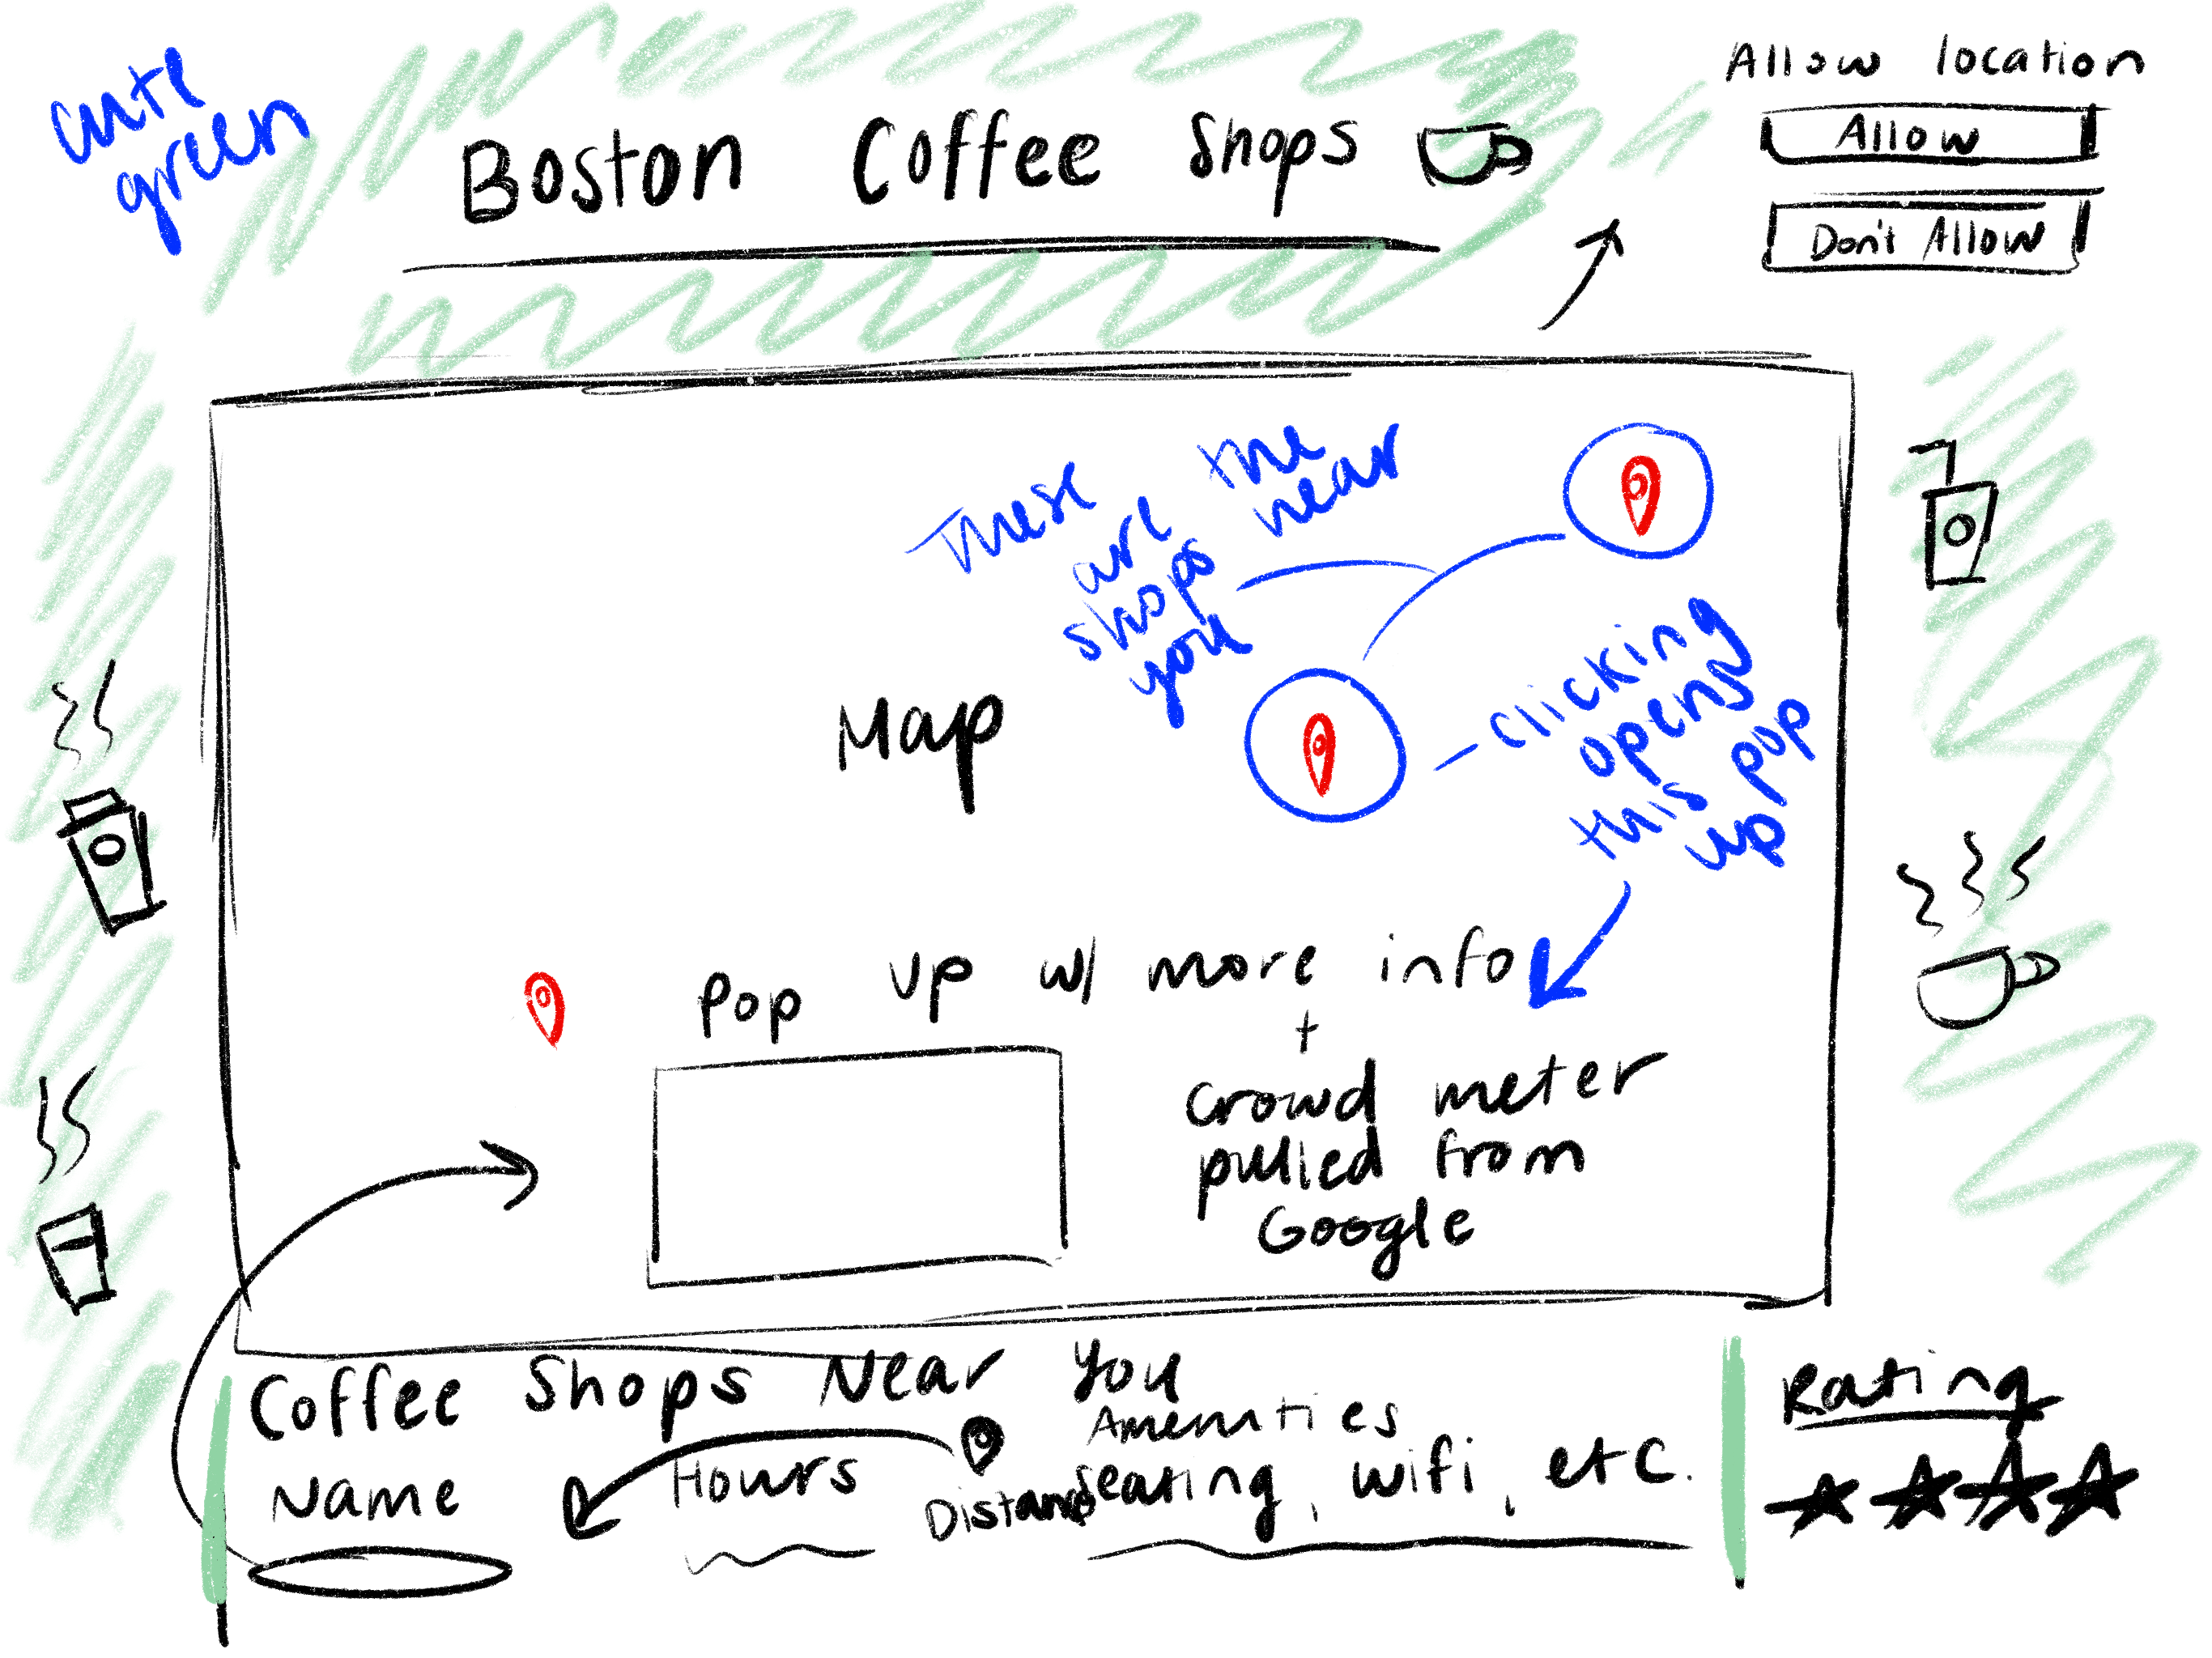 cute
green
Boston Coffee Shops
Allow location
Allow
Don't Allow
These are the
shops near
you
Map
clicking
opens
this pop
up
Pop up w/ more info
+
crowd meter
pulled from
Google
Coffee Shops Near You
Name
Hours
Distance
Amenities
seating, wifi, etc.
Rating